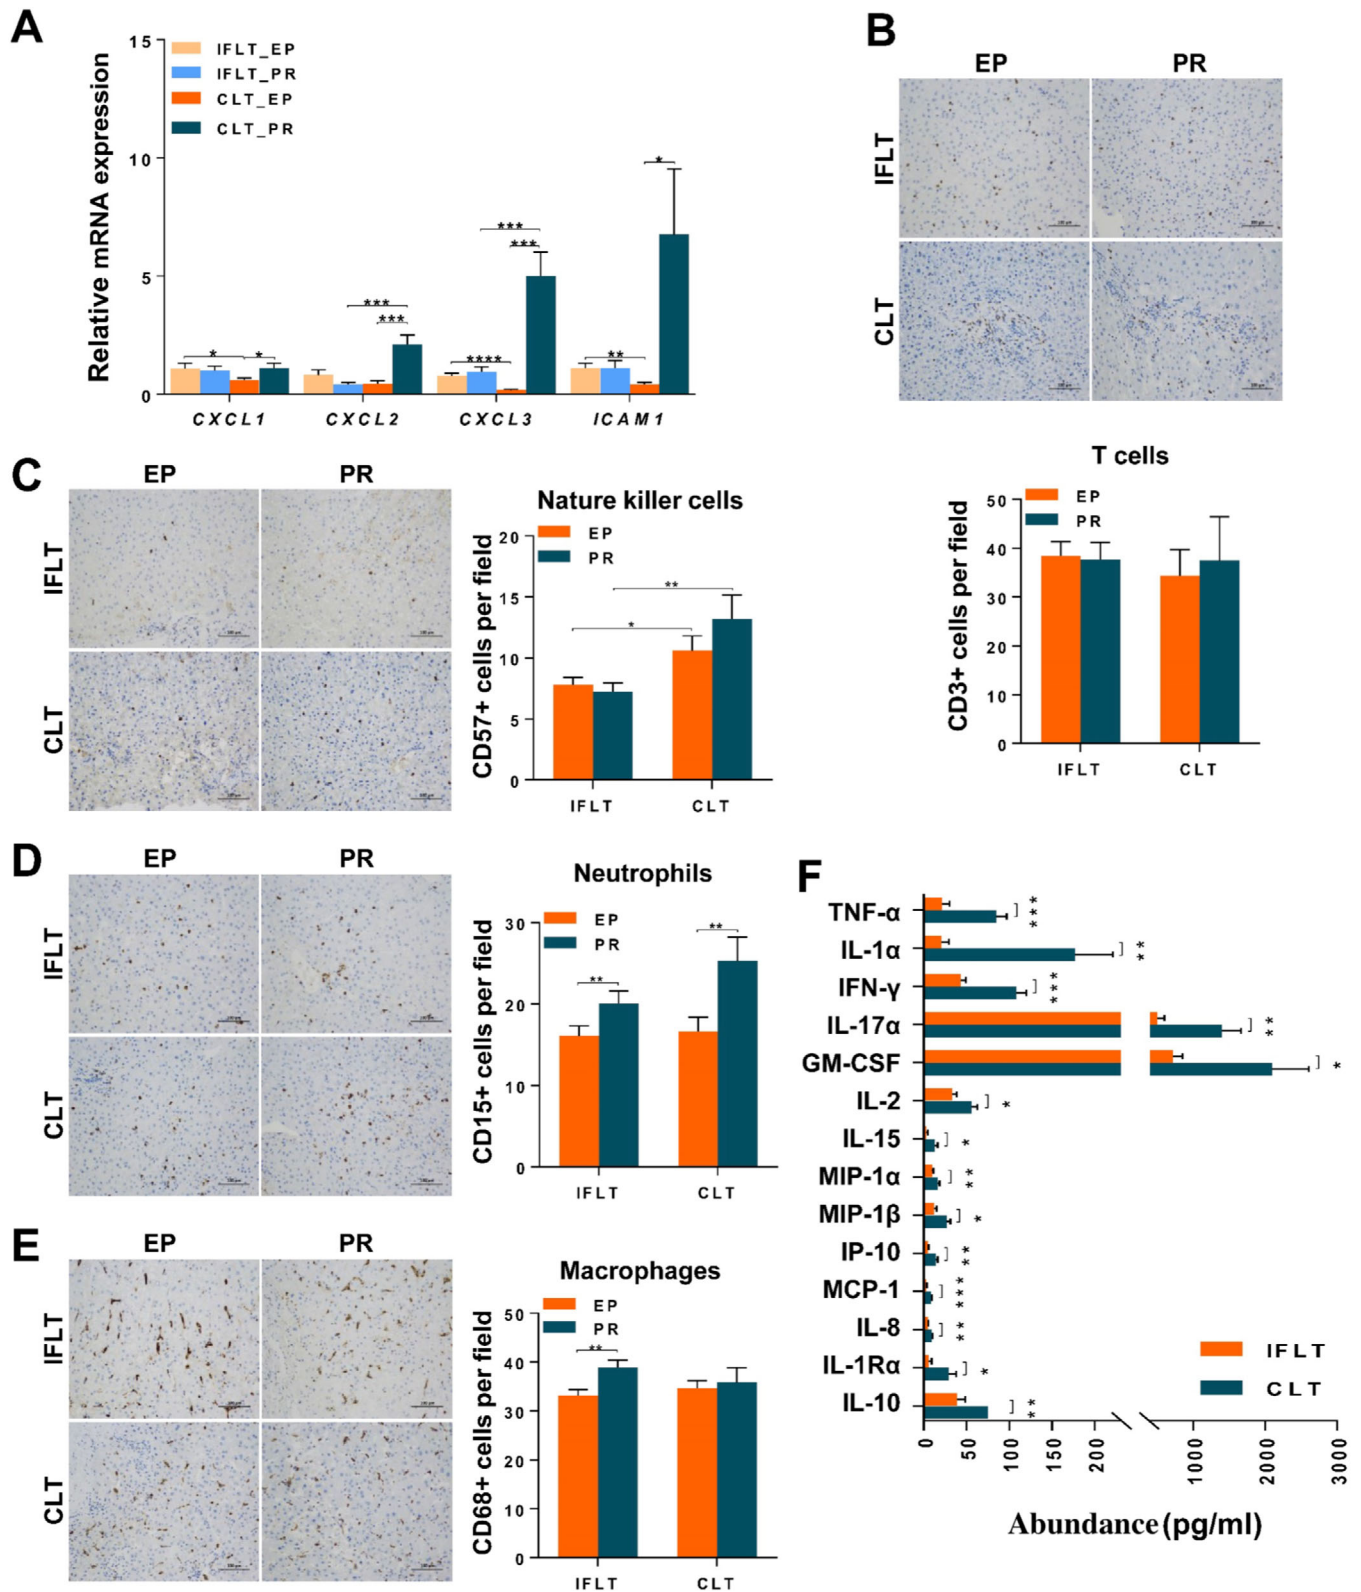 A
15
10
5
0
Relative mRNA expression
IFLT_EP
IFLT_PR
CLT_EP
CLT_PR
* * *** *** **** *** *** ** *
CXCL1 CXCL2 CXCL3 ICAM1
B
EP PR
IFLT
CLT
T cells
EP
PR
50
40
30
20
10
0
CD3+ cells per field
IFLT CLT
C
EP PR
IFLT
CLT
Nature killer cells
EP
PR
20
15
10
5
0
CD57+ cells per field
* **
IFLT CLT
D
EP PR
IFLT
CLT
Neutrophils
EP
PR
30
20
10
0
CD15+ cells per field
** **
IFLT CLT
E
EP PR
IFLT
CLT
Macrophages
EP
PR
50
40
30
20
10
0
CD68+ cells per field
**
IFLT CLT
F
TNF-α ***
IL-1α **
IFN-γ ***
IL-17α **
GM-CSF *
IL-2 *
IL-15 *
MIP-1α **
MIP-1β *
IP-10 **
MCP-1 ***
IL-8 **
IL-1Rα *
IL-10 **
IFLT
CLT
0 50 100 150 200 1000 2000 3000
Abundance (pg/ml)